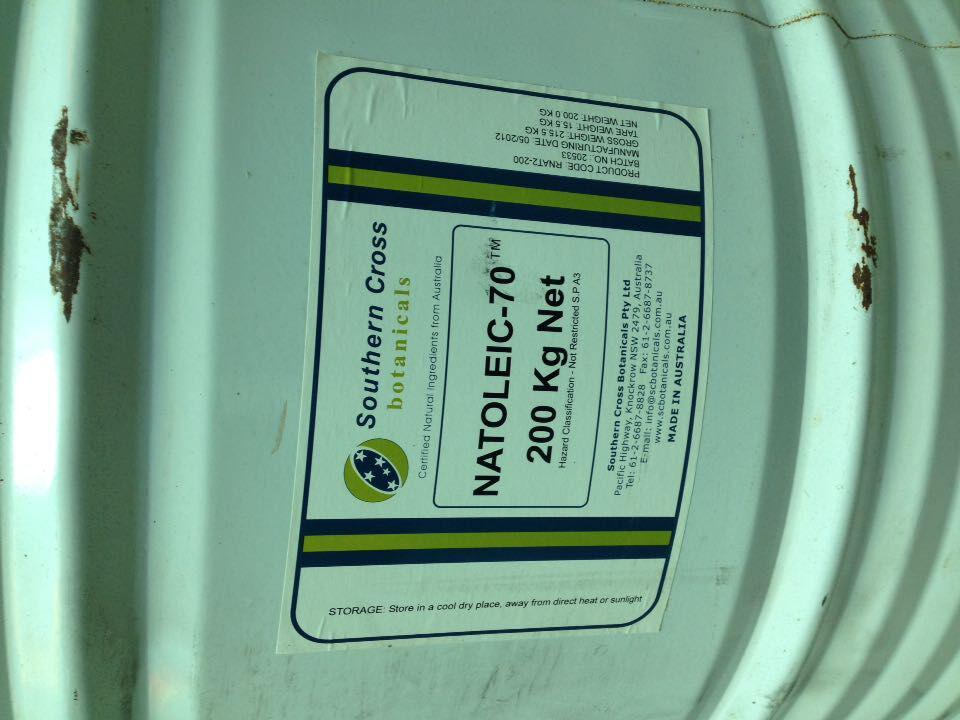 Southern Cross
botanicals
Certified Natural Ingredients from Australia
NATOLEIC-70™
200 Kg Net
Hazard Classification - Not Restricted S.P A3
Southern Cross Botanicals Pty Ltd
Pacific Highway, Knockrow NSW 2479, Australia
Tel: 61-2-6687-8828 Fax: 61-2-6687-8737
E-mail: info@scbotanicals.com.au
www.scbotanicals.com.au
MADE IN AUSTRALIA
PRODUCT CODE: RNAT2-200
BATCH NO.: 20533
MANUFACTURING DATE: 05/2012
GROSS WEIGHT: 215.5 KG
TARE WEIGHT: 15.5 KG
NET WEIGHT: 200.0 KG
STORAGE: Store in a cool dry place, away from direct heat or sunlight